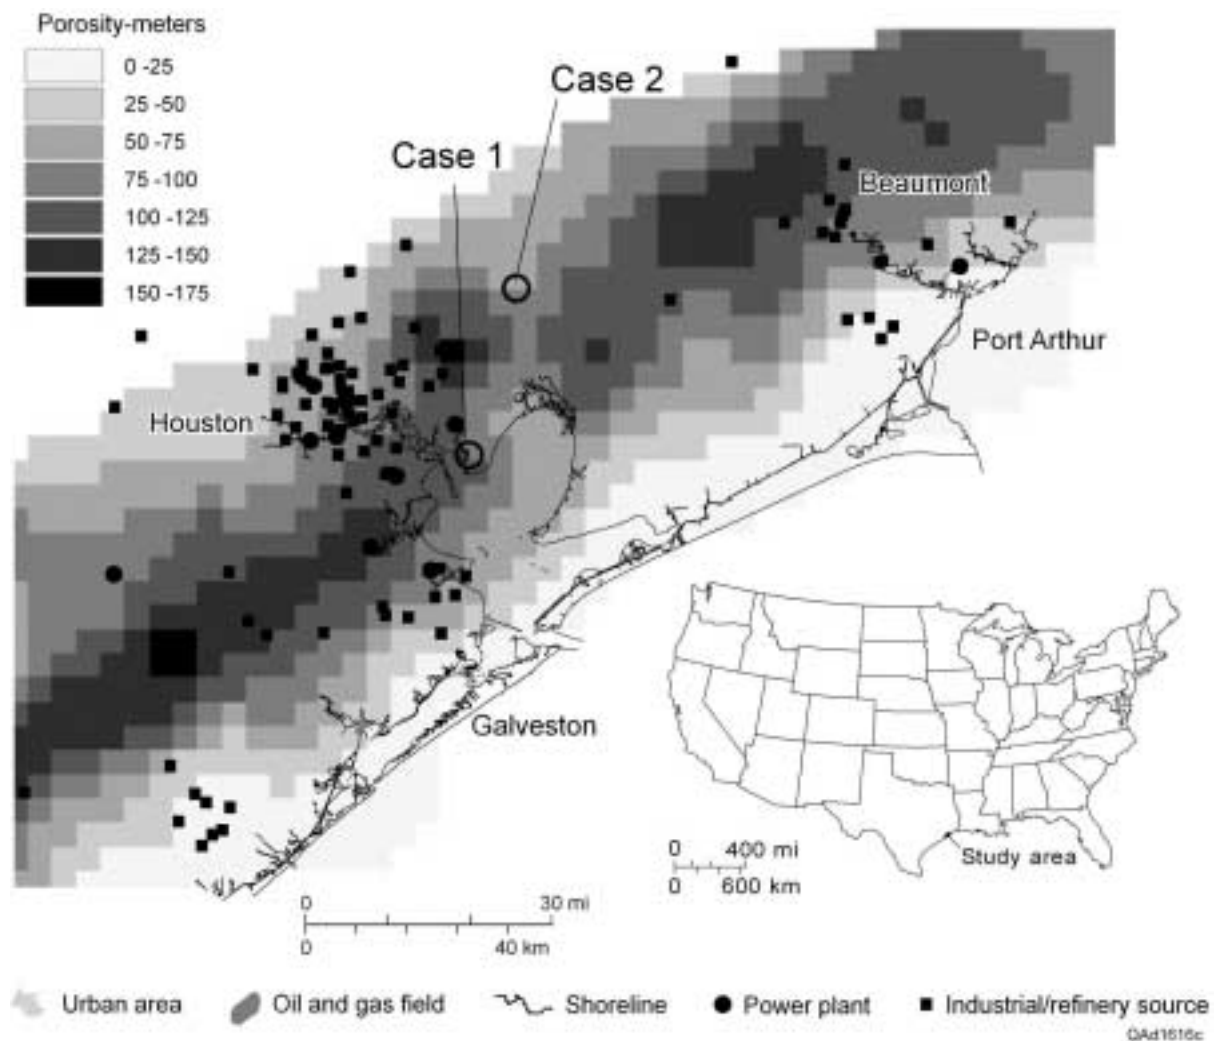 Porosity-meters
0 -25
25 -50
50 -75
75 -100
100 -125
125 -150
150 -175
Case 2
Case 1
Beaumont
Port Arthur
Houston
Galveston
0 400 mi
0 600 km
Study area
0 30 mi
0 40 km
Urban area
Oil and gas field
Shoreline
Power plant
Industrial/refinery source
QAd1616c